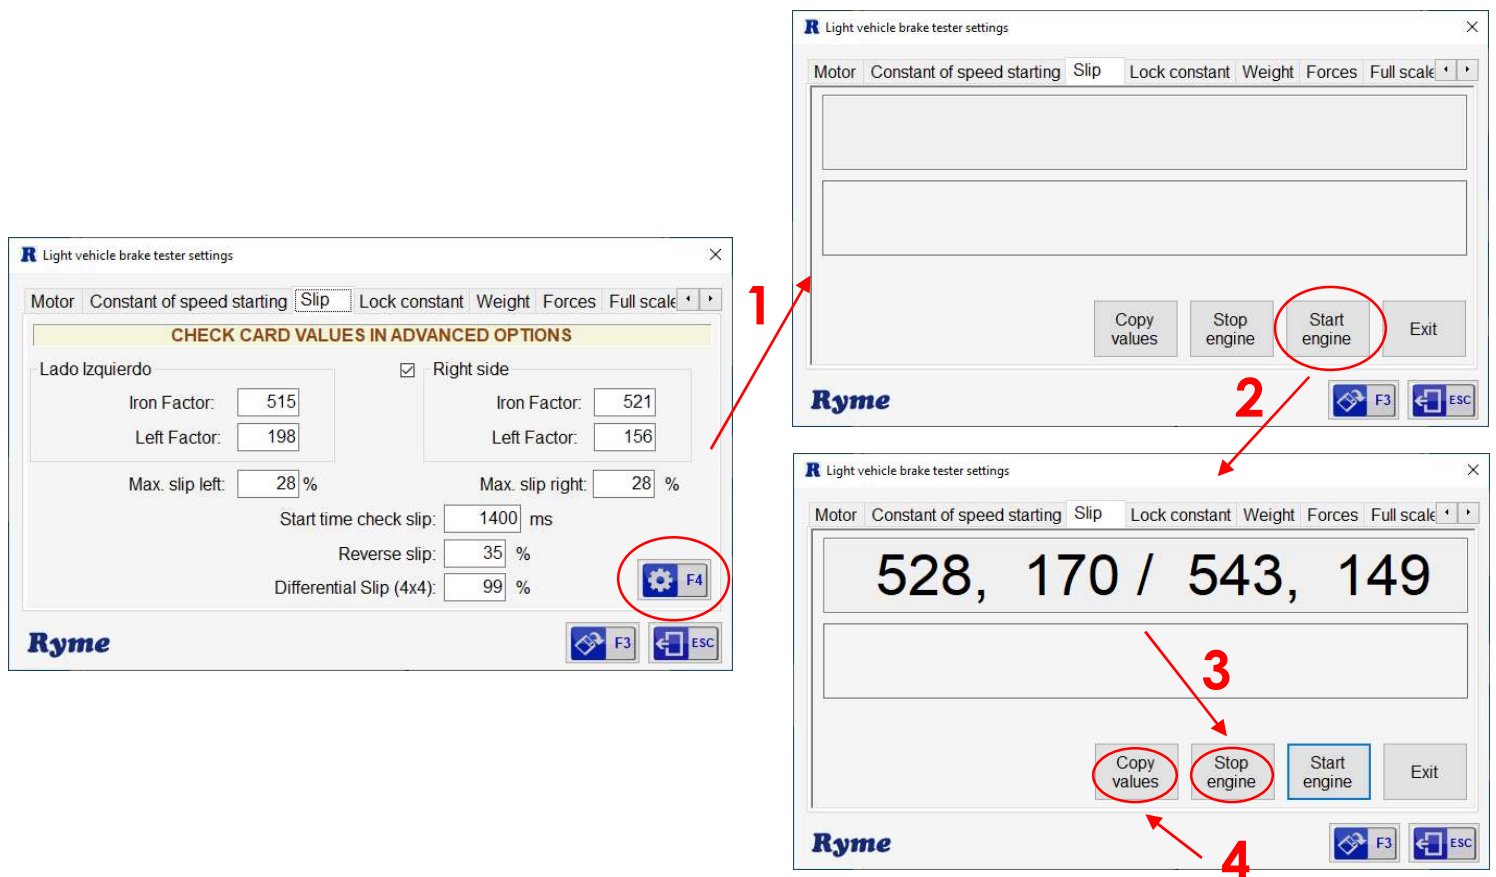 R Light vehicle brake tester settings
Motor Constant of speed starting Slip Lock constant Weight Forces Full scale
CHECK CARD VALUES IN ADVANCED OPTIONS
Lado Izquierdo Right side
Iron Factor: 515 Iron Factor: 521
Left Factor: 198 Left Factor: 156
Max. slip left: 28 % Max. slip right: 28 %
Start time check slip: 1400 ms
Reverse slip: 35 %
Differential Slip (4x4): 99 %
F4
Ryme F3 ESC
1
R Light vehicle brake tester settings
Motor Constant of speed starting Slip Lock constant Weight Forces Full scale
Copy values
Stop engine
Start engine
Exit
Ryme F3 ESC
2
R Light vehicle brake tester settings
Motor Constant of speed starting Slip Lock constant Weight Forces Full scale
528, 170 / 543, 149
3
Copy values
Stop engine
Start engine
Exit
Ryme F3 ESC
4